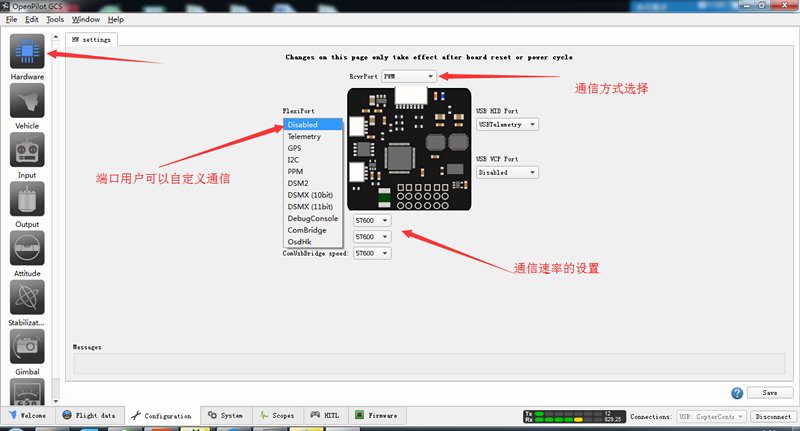 OpenPilot GCS
File Edit Tools Window Help
HW settings
Changes on this page only take effect after board reset or power cycle
RcvrPort PWM
通信方式选择
FlexiPort
USB HID Port
Disabled
USBTelemetry
Telemetry
GPS
I2C
USB VCP Port
PPM
Disabled
端口用户可以自定义通信
DSM2
DSMX (10bit)
DSMX (11bit)
DebugConsole
57600
ComBridge
57600
OsdHk
ComUsbBridge speed: 57600
通信速率的设置
Hardware
Vehicle
Input
Output
Attitude
Stabilizat...
Gimbal
Messages
Save
Welcome Flight data Configuration System Scopes HITL Firmware
Tx 12
Rx 829.25
Connections: USB: CopterConts Disconnect